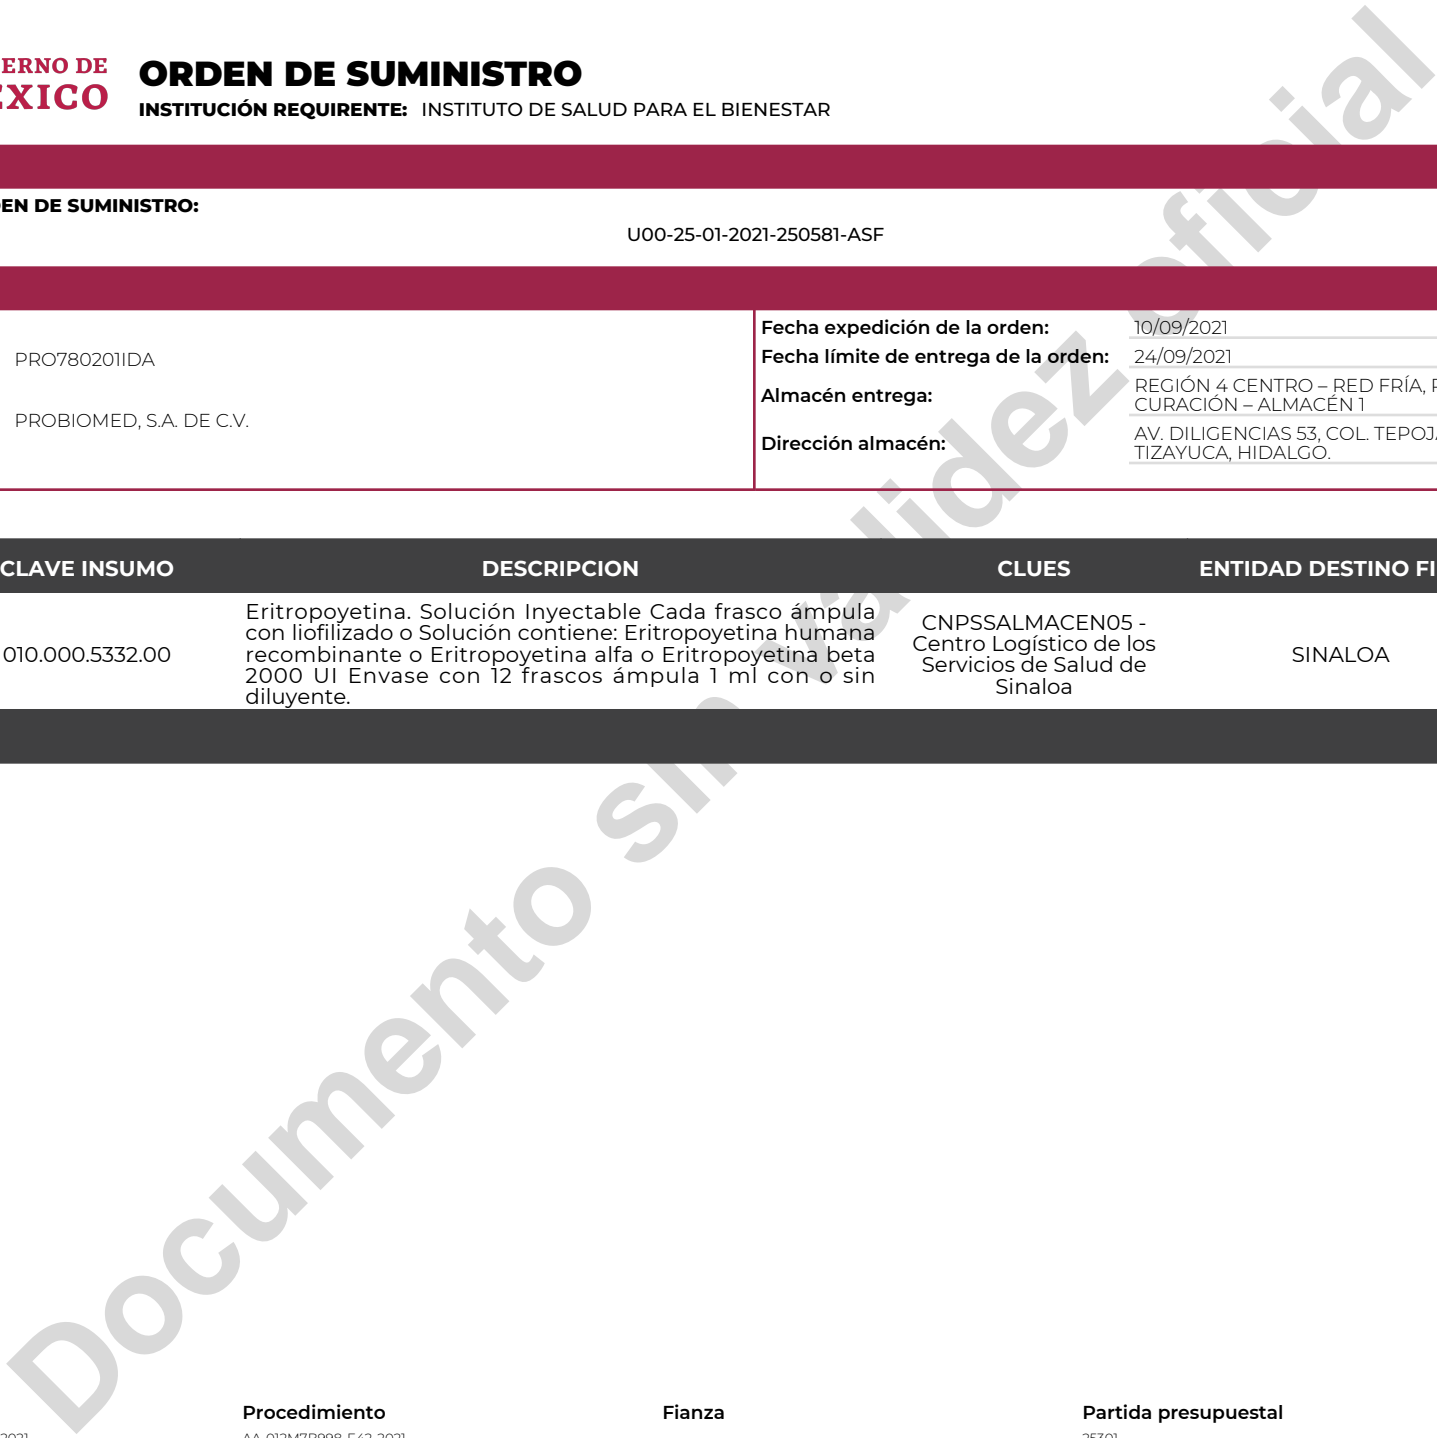 ERNO DE
ÉXICO
ORDEN DE SUMINISTRO
INSTITUCIÓN REQUIRENTE: INSTITUTO DE SALUD PARA EL BIENESTAR
EN DE SUMINISTRO:
U00-25-01-2021-250581-ASF
PRO780201IDA
PROBIOMED, S.A. DE C.V.
Fecha expedición de la orden: 10/09/2021
Fecha límite de entrega de la orden: 24/09/2021
Almacén entrega: REGIÓN 4 CENTRO – RED FRÍA,
CURACIÓN – ALMACÉN 1
Dirección almacén: AV. DILIGENCIAS 53, COL. TEPOJA
TIZAYUCA, HIDALGO.
CLAVE INSUMO DESCRIPCION CLUES ENTIDAD DESTINO FI
010.000.5332.00
Eritropoyetina. Solución Inyectable Cada frasco ámpula
con liofilizado o Solución contiene: Eritropoyetina humana
recombinante o Eritropoyetina alfa o Eritropoyetina beta
2000 UI Envase con 12 frascos ámpula 1 ml con o sin
diluyente.
CNPSSALMACEN05 -
Centro Logístico de los
Servicios de Salud de
Sinaloa
SINALOA
Documento sin validez oficial
Procedimiento Fianza Partida presupuestal